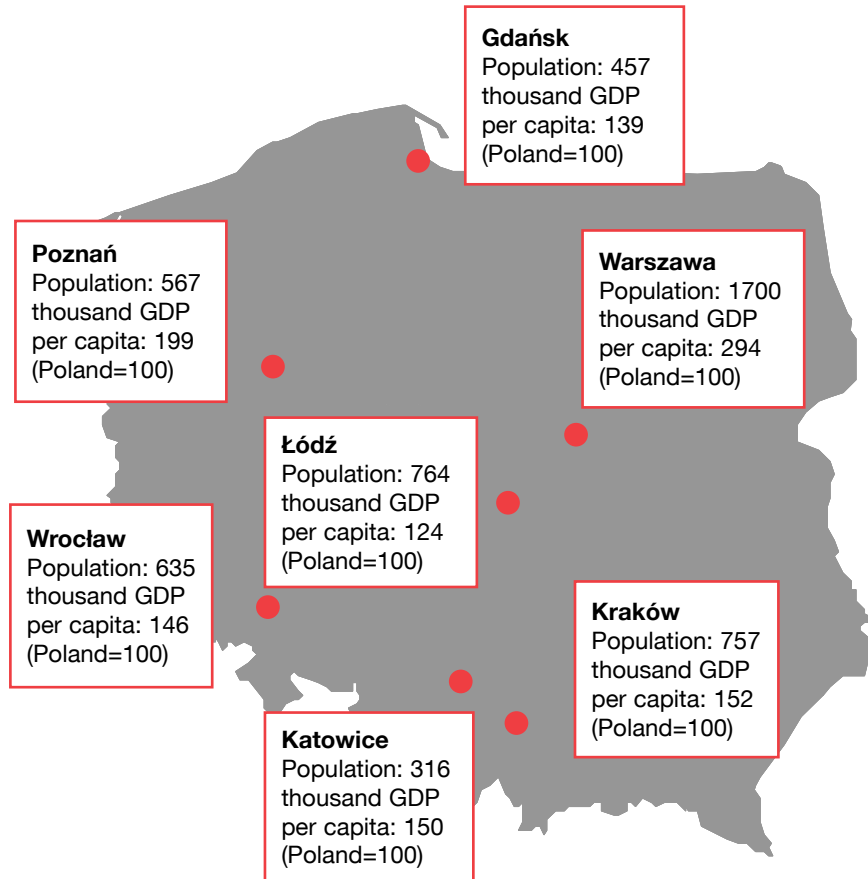 Gdańsk
Population: 457
thousand GDP
per capita: 139
(Poland=100)
Poznań
Population: 567
thousand GDP
per capita: 199
(Poland=100)
Warszawa
Population: 1700
thousand GDP
per capita: 294
(Poland=100)
Łódź
Population: 764
thousand GDP
per capita: 124
(Poland=100)
Wrocław
Population: 635
thousand GDP
per capita: 146
(Poland=100)
Kraków
Population: 757
thousand GDP
per capita: 152
(Poland=100)
Katowice
Population: 316
thousand GDP
per capita: 150
(Poland=100)